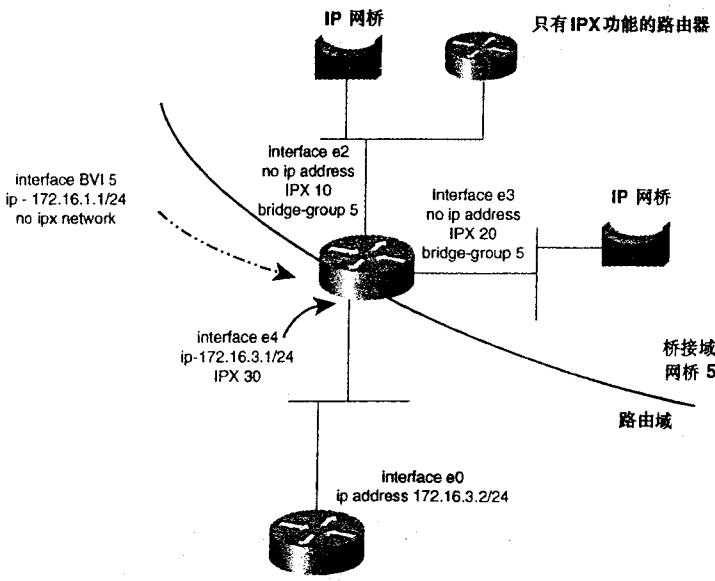 IP 网桥
只有IPX功能的路由器
interface e2
no ip address
IPX 10
bridge-group 5
interface BVI 5
ip - 172.16.1.1/24
no ipx network
interface e3
no ip address
IPX 20
bridge-group 5
IP 网桥
interface e4
ip-172.16.3.1/24
IPX 30
桥接域
网桥 5
路由域
interface e0
ip address 172.16.3.2/24